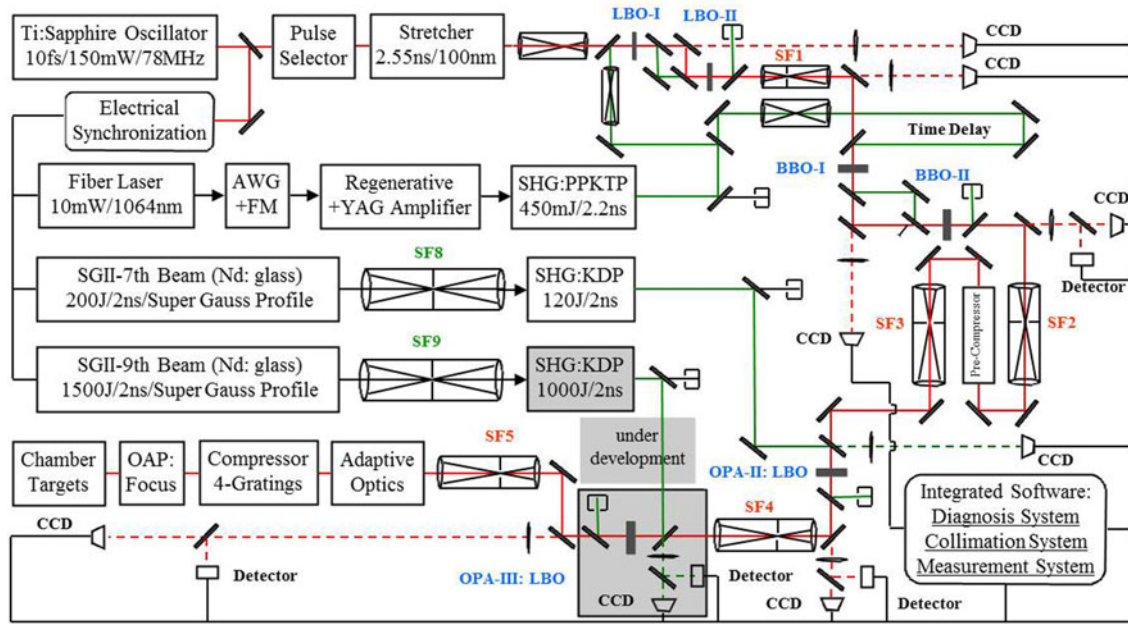 Ti:Sapphire Oscillator
10fs/150mW/78MHz
Pulse
Selector
Stretcher
2.55ns/100nm
LBO-I
LBO-II
SF1
CCD
CCD
Electrical
Synchronization
Time Delay
BBO-I
BBO-II
Fiber Laser
10mW/1064nm
AWG
+FM
Regenerative
+YAG Amplifier
SHG:PPKTP
450mJ/2.2ns
CCD
Detector
SF8
SGII-7th Beam (Nd: glass)
200J/2ns/Super Gauss Profile
SHG:KDP
120J/2ns
SF3
Pre-Compressor
SF2
CCD
SF9
SGII-9th Beam (Nd: glass)
1500J/2ns/Super Gauss Profile
SHG:KDP
1000J/2ns
under
development
SF5
Chamber
Targets
OAP:
Focus
Compressor
4-Gratings
Adaptive
Optics
OPA-II: LBO
CCD
Integrated Software:
Diagnosis System
Collimation System
Measurement System
SF4
CCD
Detector
OPA-III: LBO
CCD
Detector
CCD
Detector